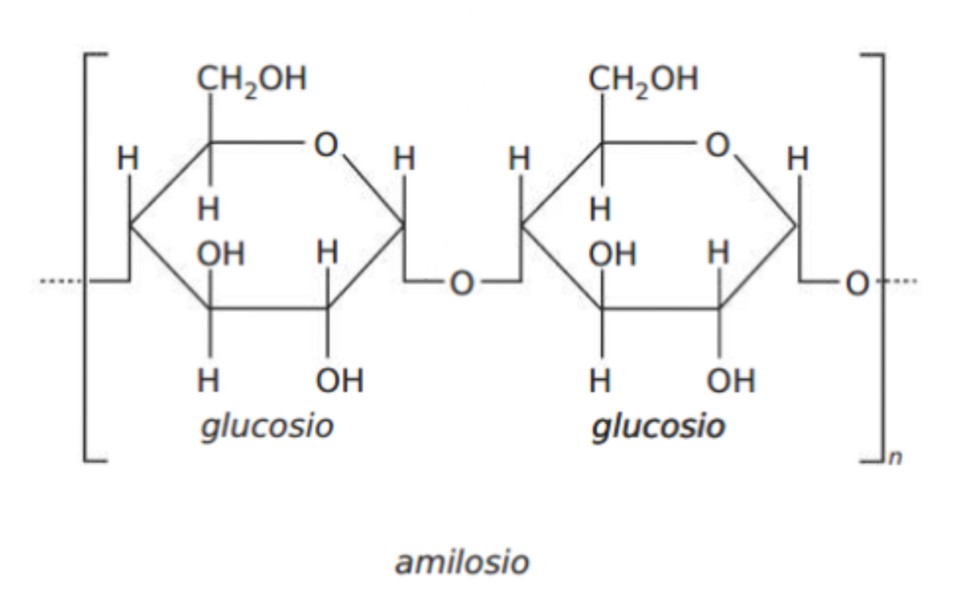 CH₂OH CH₂OH
O O
H H H H
H H
OH H OH H
O O
H OH H OH
glucosio glucosio
n
amilosio